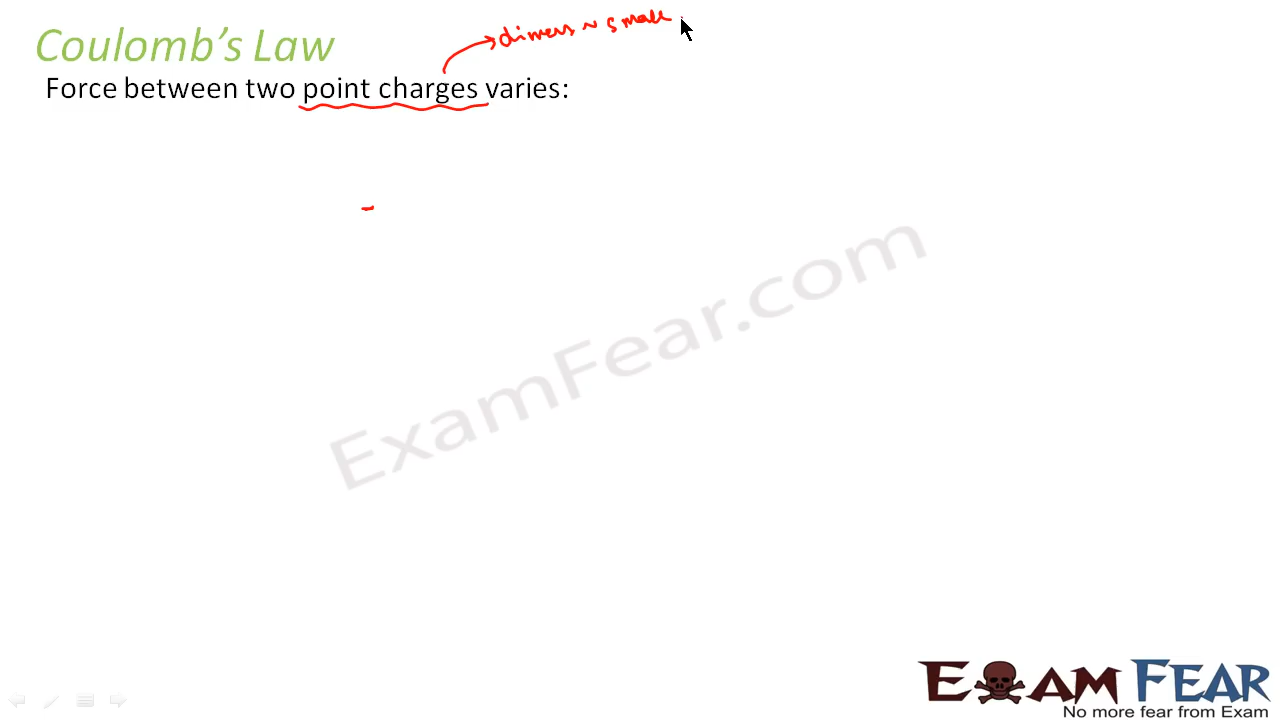 Coulomb's Law
dimens ~ small
Force between two point charges varies:
-
ExamFear.com
EXAM FEAR
No more fear from Exam